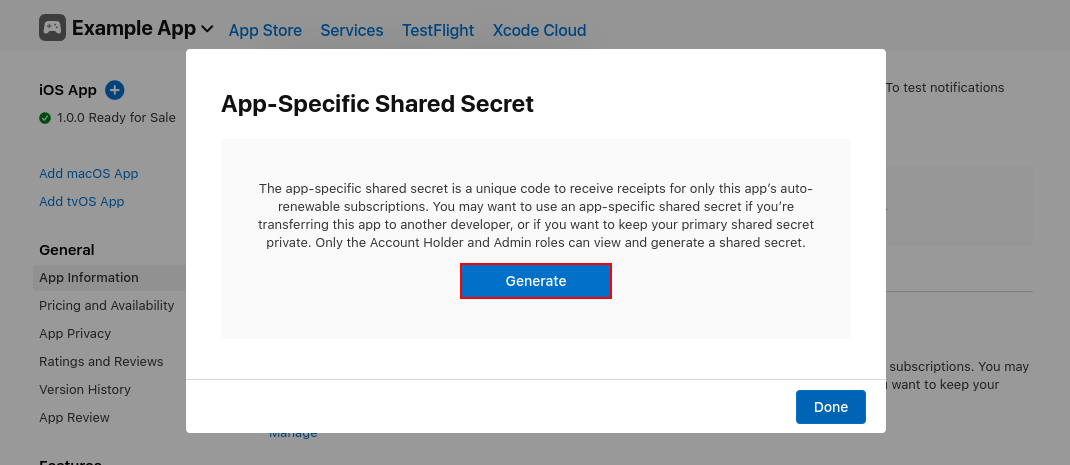 Example App
App Store
Services
TestFlight
Xcode Cloud
iOS App
1.0.0 Ready for Sale
Add macOS App
Add tvOS App
General
App Information
Pricing and Availability
App Privacy
Ratings and Reviews
Version History
App Review
To test notifications
App-Specific Shared Secret
The app-specific shared secret is a unique code to receive receipts for only this app’s auto-
renewable subscriptions. You may want to use an app-specific shared secret if you’re
transferring this app to another developer, or if you want to keep your primary shared secret
private. Only the Account Holder and Admin roles can view and generate a shared secret.
Generate
Done
subscriptions. You may
want to keep your
Manage
Features